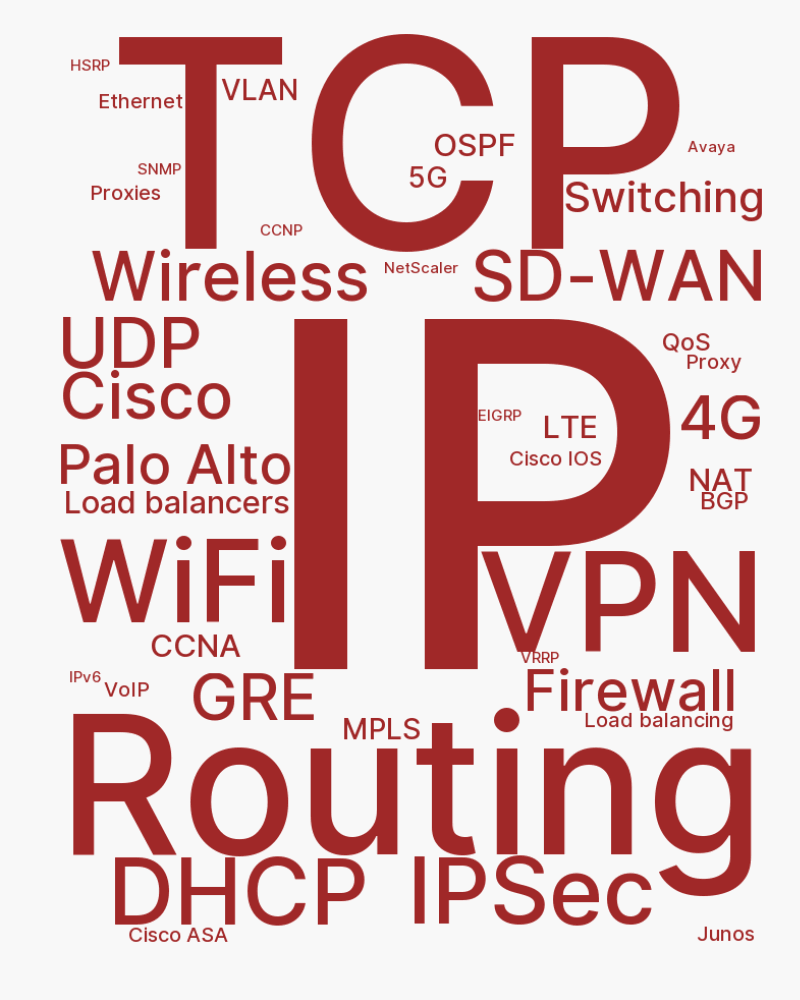 TCP
HSRP
VLAN
Ethernet
OSPF
Avaya
SNMP
5G
Proxies
Switching
CCNP
Wireless
NetScaler
SD-WAN
UDP
IP
QoS
Proxy
Cisco
4G
EIGRP
LTE
Cisco IOS
Palo Alto
NAT
Load balancers
BGP
WiFi
VPN
CCNA
VRRP
IPv6
VoIP
GRE
Firewall
MPLS
Load balancing
Routing
DHCP
IPSec
Cisco ASA
Junos